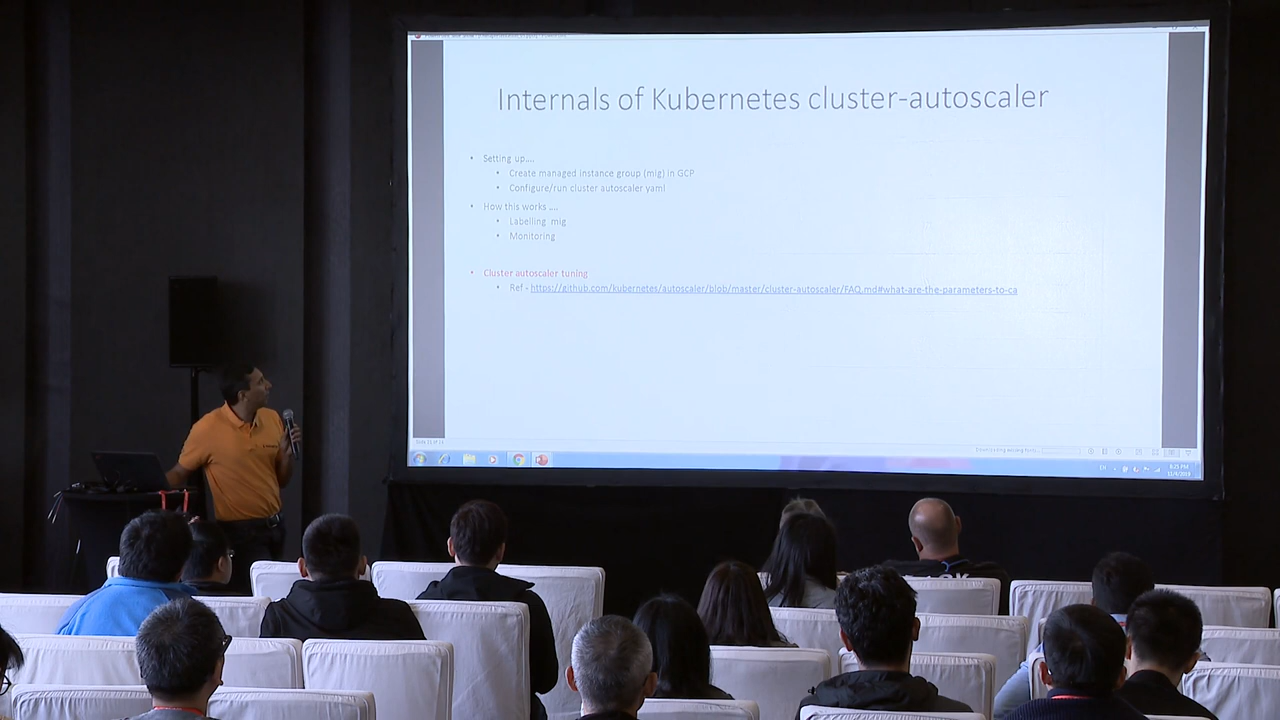 Internals of Kubernetes cluster-autoscaler
• Setting up....
• Create managed instance group (mig) in GCP
• Configure/run cluster autoscaler yaml
• How this works ....
• Labelling mig
• Monitoring
• Cluster autoscaler tuning
• Ref - https://github.com/kubernetes/autoscaler/blob/master/cluster-autoscaler/FAQ.md#what-are-the-parameters-to-ca
EN